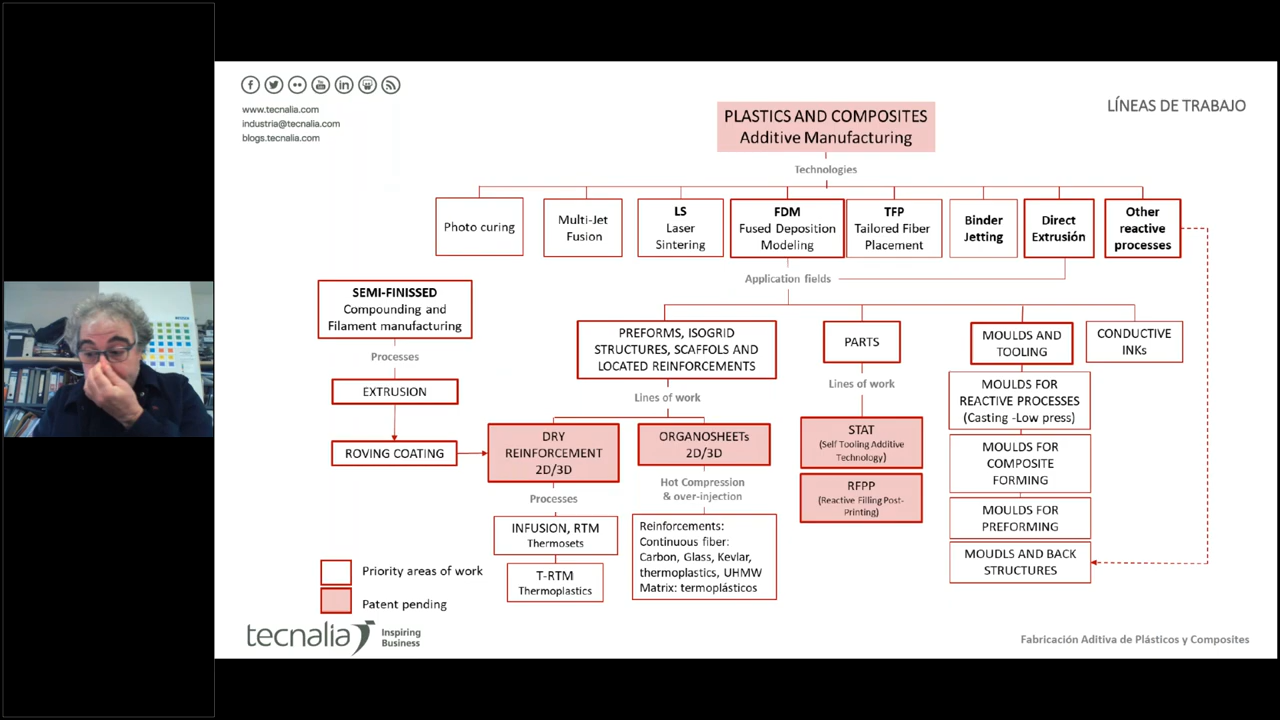 www.tecnalia.com
industria@tecnalia.com
blogs.tecnalia.com
LÍNEAS DE TRABAJO
PLASTICS AND COMPOSITES
Additive Manufacturing
Technologies
Photo curing
Multi-Jet
Fusion
LS
Laser
Sintering
FDM
Fused Deposition
Modeling
TFP
Tailored Fiber
Placement
Binder
Jetting
Direct
Extrusión
Other
reactive
processes
Application fields
SEMI-FINISSED
Compounding and
Filament manufacturing
Processes
EXTRUSION
ROVING COATING
PREFORMS, ISOGRID
STRUCTURES, SCAFFOLS AND
LOCATED REINFORCEMENTS
Lines of work
DRY
REINFORCEMENT
2D/3D
Processes
INFUSION, RTM
Thermosets
T-RTM
Thermoplastics
ORGANOSHEETs
2D/3D
Hot Compression
& over-injection
Reinforcements:
Continuous fiber:
Carbon, Glass, Kevlar,
thermoplastics, UHMW
Matrix: termoplásticos
PARTS
Lines of work
STAT
(Self Tooling Additive
Technology)
RFPP
(Reactive Filling Post-
Printing)
MOULDS AND
TOOLING
MOULDS FOR
REACTIVE PROCESSES
(Casting -Low press)
MOULDS FOR
COMPOSITE
FORMING
MOULDS FOR
PREFORMING
MOUDLS AND BACK
STRUCTURES
CONDUCTIVE
INKs
Priority areas of work
Patent pending
tecnalia
Inspiring
Business
Fabricación Aditiva de Plásticos y Composites